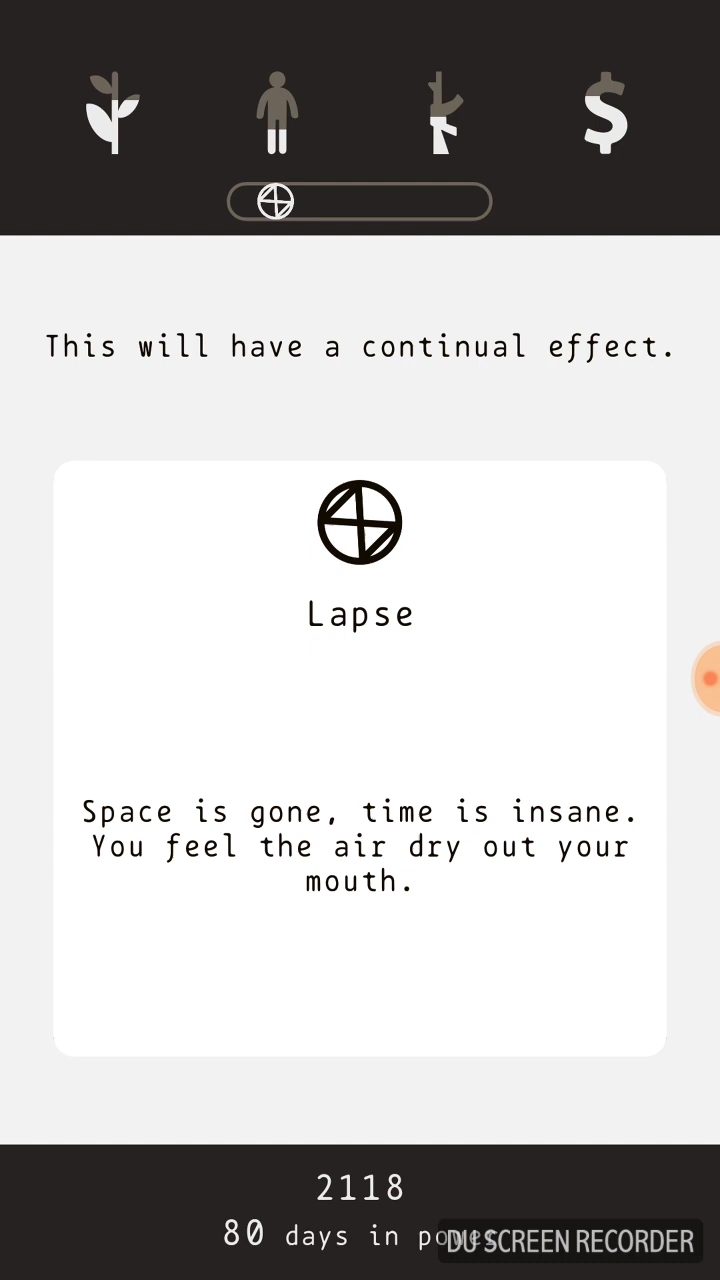 This will have a continual effect.
Lapse
Space is gone, time is insane.
You feel the air dry out your
mouth.
2118
80 days in power
DU SCREEN RECORDER